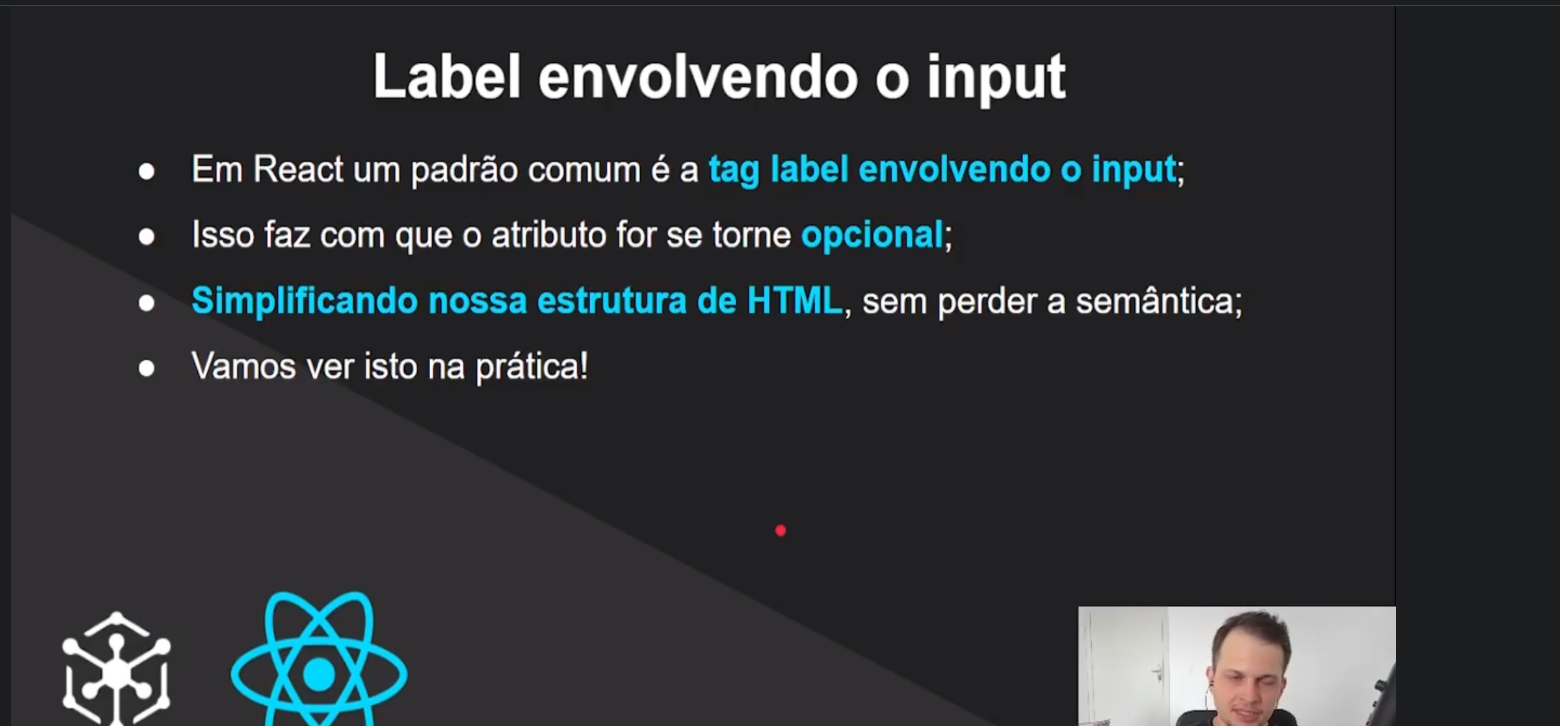 Label envolvendo o input
● Em React um padrão comum é a tag label envolvendo o input;
● Isso faz com que o atributo for se torne opcional;
● Simplificando nossa estrutura de HTML, sem perder a semântica;
● Vamos ver isto na prática!